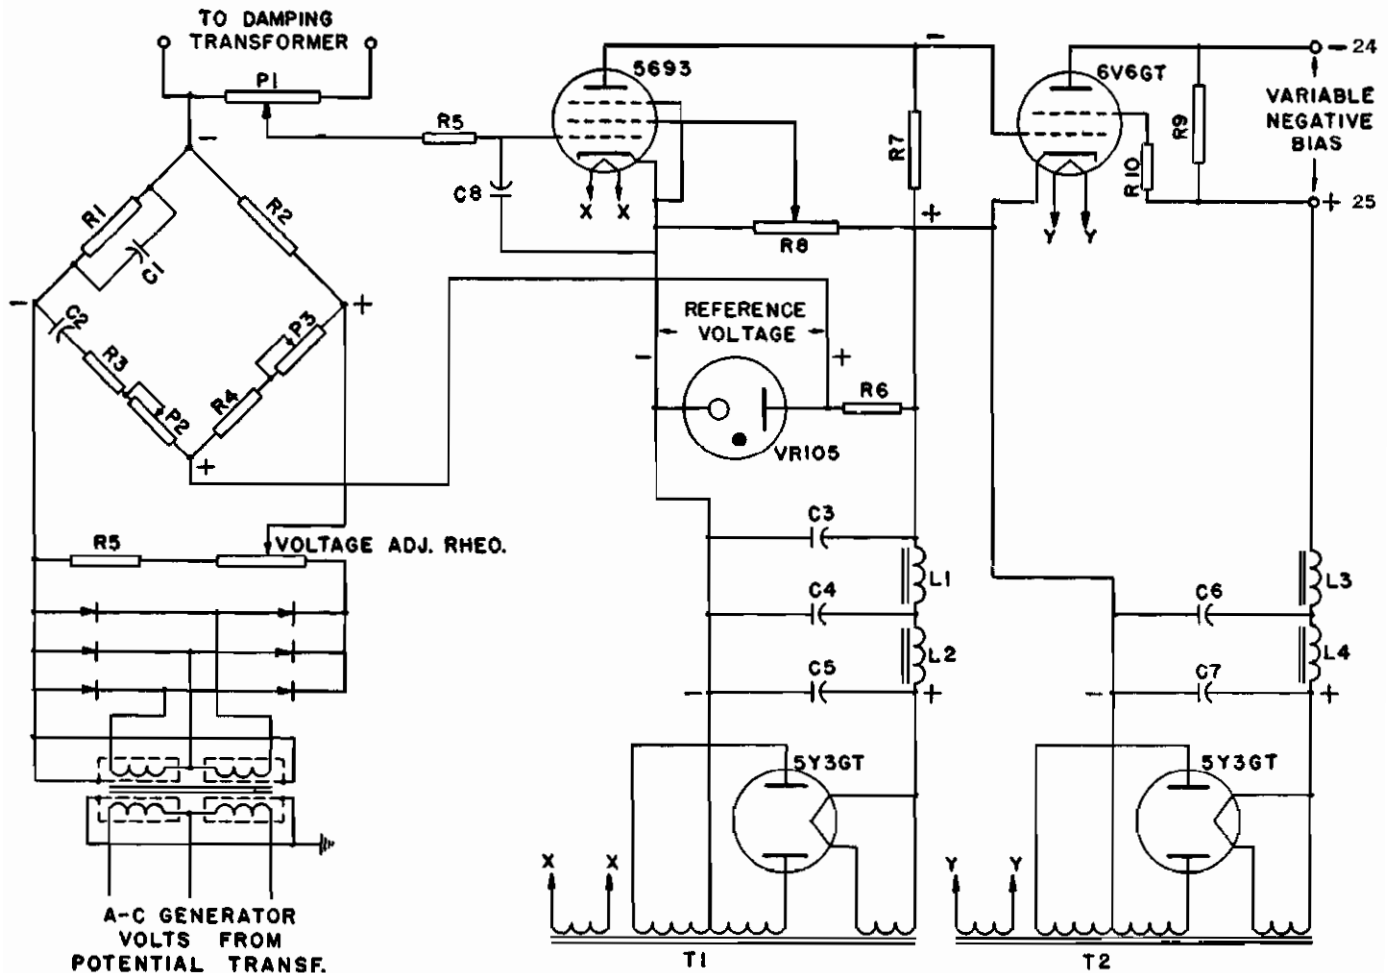 TO DAMPING
TRANSFORMER
P1
5693
6V6GT
- 24
VARIABLE
NEGATIVE
BIAS
+ 25
R5
R7
R9
R10
C8
X X
Y Y
R8
+
-
-
R1
R2
C1
-
+
C2
R3
P2
P3
R4
+
REFERENCE
VOLTAGE
-
+
R6
VR105
R5
VOLTAGE ADJ. RHEO.
C3
L1
C4
L2
C5
-
+
C6
L3
L4
C7
-
+
5Y3GT
5Y3GT
X X
Y Y
T1
T2
A-C GENERATOR
VOLTS FROM
POTENTIAL TRANSF.